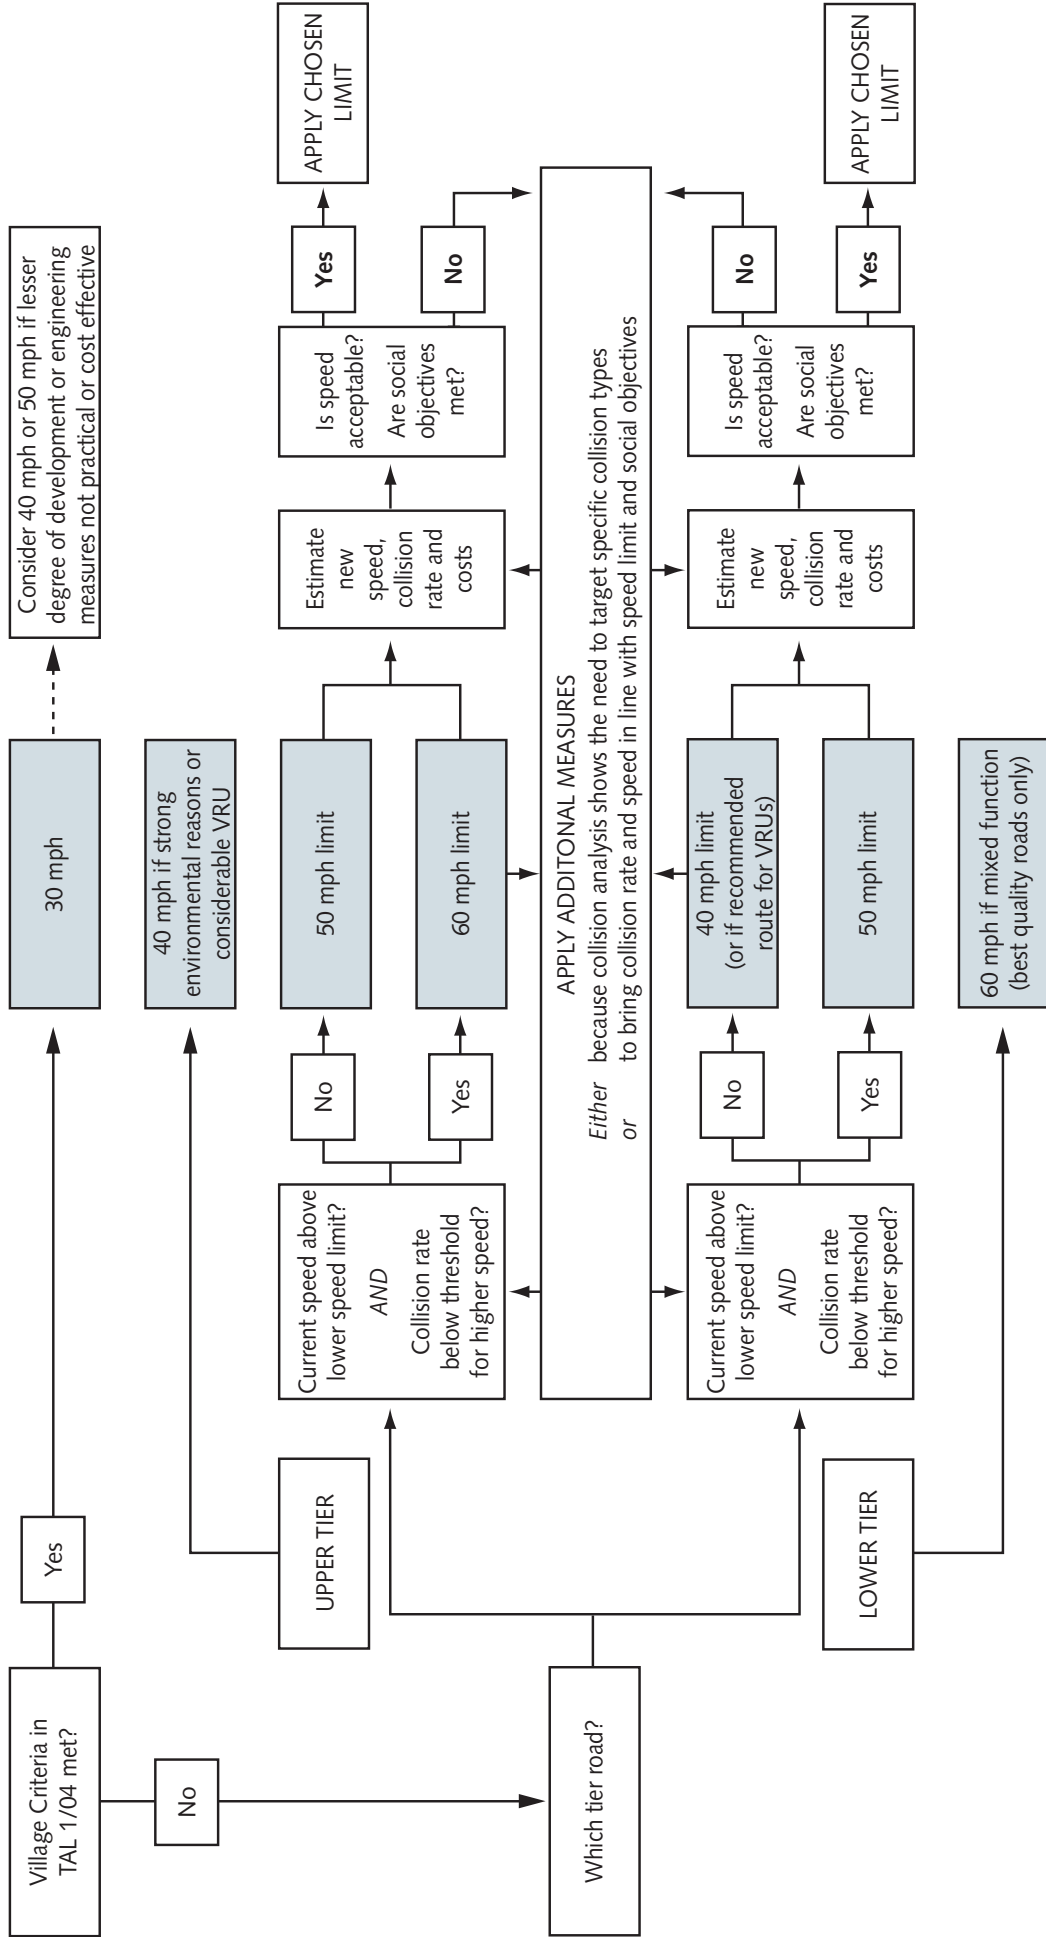 Village Criteria in
TAL 1/04 met?
Yes
30 mph
Consider 40 mph or 50 mph if lesser
degree of development or engineering
measures not practical or cost effective
No
40 mph if strong
environmental reasons or
considerable VRU
UPPER TIER
Current speed above
lower speed limit?
AND
Collision rate
below threshold
for higher speed?
No
Yes
50 mph limit
60 mph limit
Estimate
new
speed,
collision
rate and
costs
Is speed
acceptable?
Are social
objectives
met?
Yes
No
APPLY CHOSEN
LIMIT
Which tier road?
APPLY ADDITONAL MEASURES
Either because collision analysis shows the need to target specific collision types
or to bring collision rate and speed in line with speed limit and social objectives
LOWER TIER
Current speed above
lower speed limit?
AND
Collision rate
below threshold
for higher speed?
No
Yes
40 mph limit
(or if recommended
route for VRUs)
50 mph limit
Estimate
new
speed,
collision
rate and
costs
Is speed
acceptable?
Are social
objectives
met?
No
Yes
APPLY CHOSEN
LIMIT
60 mph if mixed function
(best quality roads only)